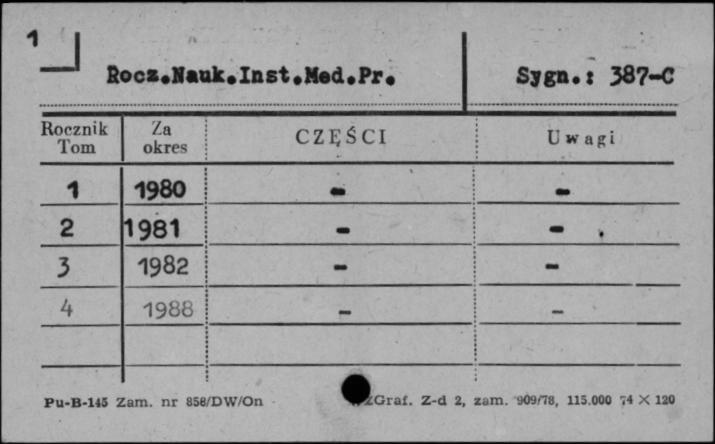 1
Rocz.Nauk.Inst.Med.Pr. Sygn.: 387-C
Rocznik Tom Za okres CZĘŚCI Uwagi
1 1980 - -
2 1981 - -
3 1982 - -
4 1988 - -
Pu-B-145 Zam. nr 858/DW/On ZGraf. Z-d 2, zam. 909/78, 115.000 74 × 120